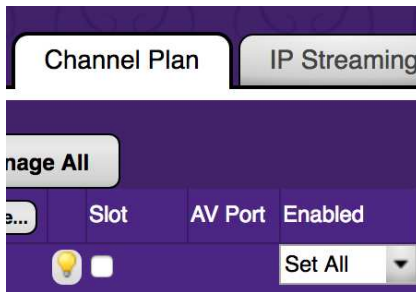 Channel Plan IP Streaming
nage All
e... Slot AV Port Enabled
Set All